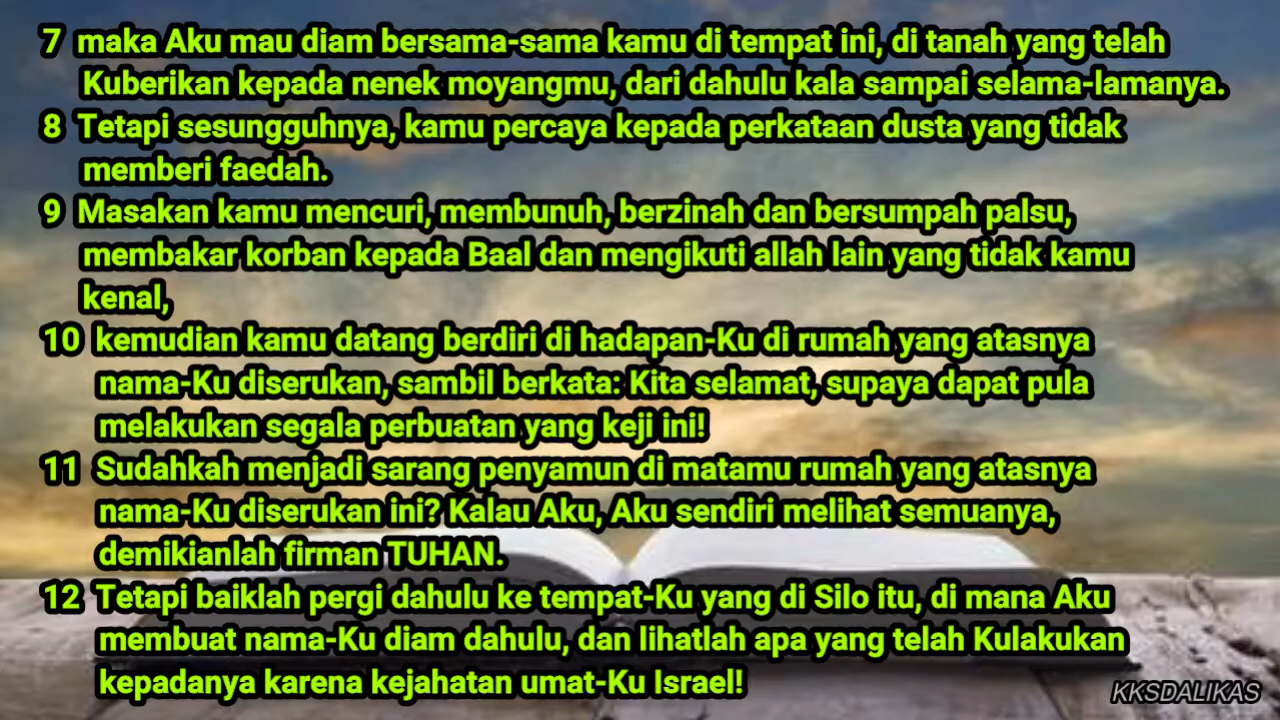 7 maka Aku mau diam bersama-sama kamu di tempat ini, di tanah yang telah
Kuberikan kepada nenek moyangmu, dari dahulu kala sampai selama-lamanya.
8 Tetapi sesungguhnya, kamu percaya kepada perkataan dusta yang tidak
memberi faedah.
9 Masakan kamu mencuri, membunuh, berzinah dan bersumpah palsu,
membakar korban kepada Baal dan mengikuti allah lain yang tidak kamu
kenal,
10 kemudian kamu datang berdiri di hadapan-Ku di rumah yang atasnya
nama-Ku diserukan, sambil berkata: Kita selamat, supaya dapat pula
melakukan segala perbuatan yang keji ini!
11 Sudahkah menjadi sarang penyamun di matamu rumah yang atasnya
nama-Ku diserukan ini? Kalau Aku, Aku sendiri melihat semuanya,
demikianlah firman TUHAN.
12 Tetapi baiklah pergi dahulu ke tempat-Ku yang di Silo itu, di mana Aku
membuat nama-Ku diam dahulu, dan lihatlah apa yang telah Kulakukan
kepadanya karena kejahatan umat-Ku Israel!
KKSDALIKAS